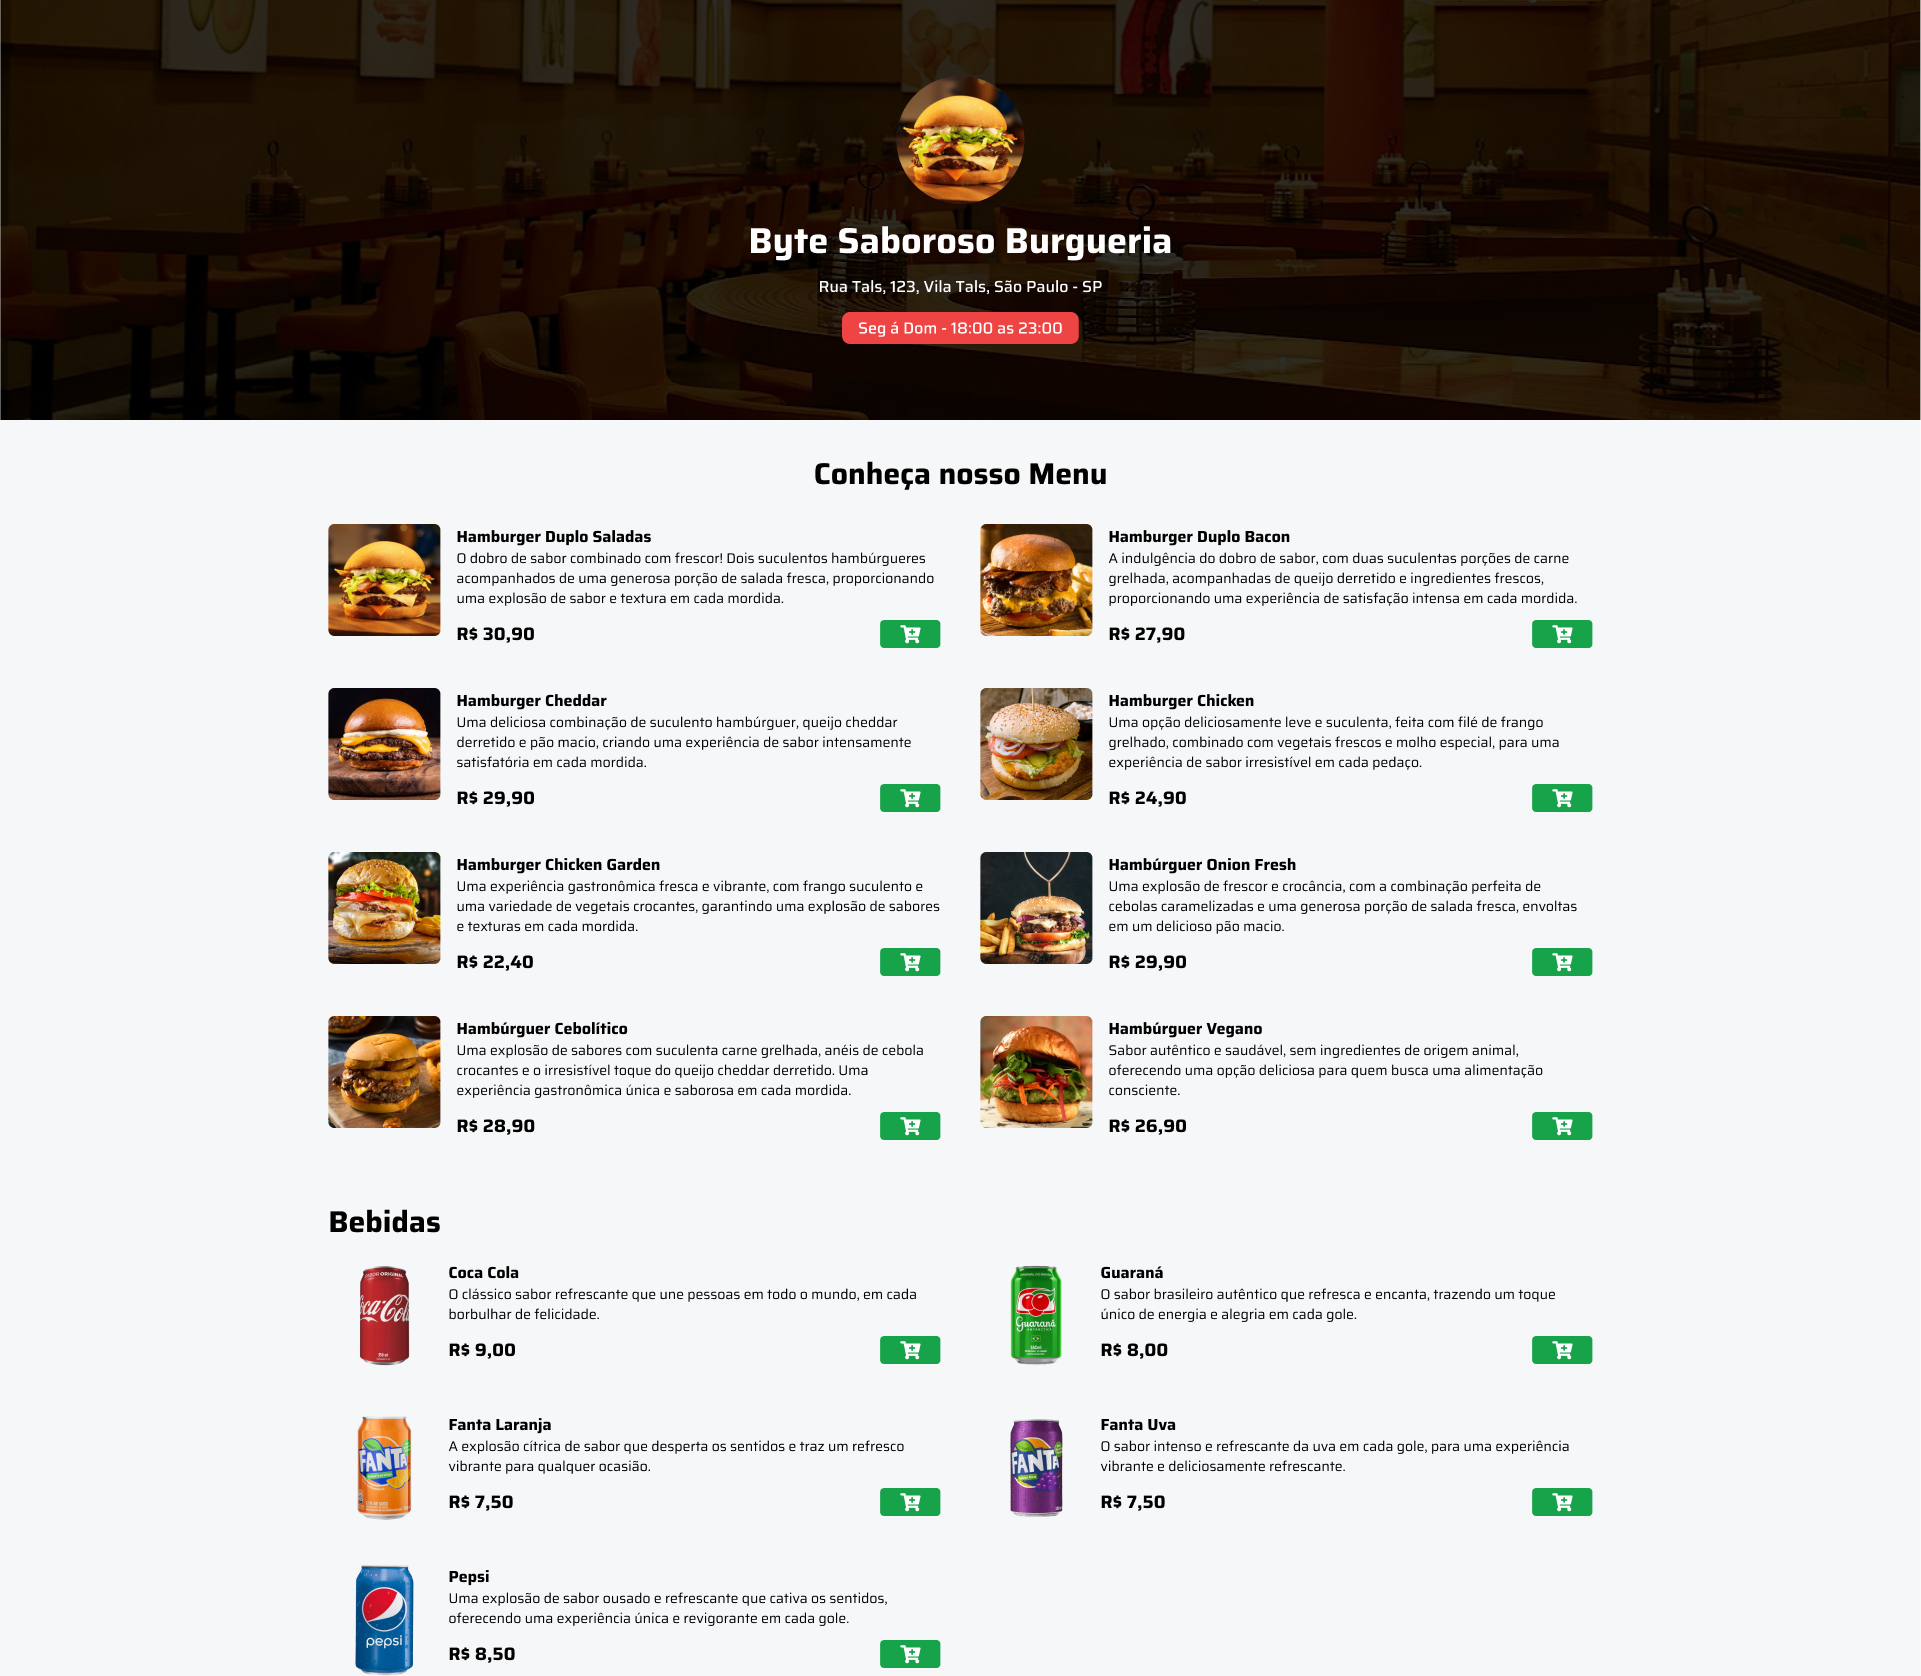 Byte Saboroso Burgueria
Rua Tals, 123, Vila Tals, São Paulo - SP
Seg á Dom - 18:00 as 23:00
Conheça nosso Menu
Hamburger Duplo Saladas
O dobro de sabor combinado com frescor! Dois suculentos hambúrgueres
acompanhados de uma generosa porção de salada fresca, proporcionando
uma explosão de sabor e textura em cada mordida.
R$ 30,90
Hamburger Duplo Bacon
A indulgência do dobro de sabor, com duas suculentas porções de carne
grelhada, acompanhadas de queijo derretido e ingredientes frescos,
proporcionando uma experiência de satisfação intensa em cada mordida.
R$ 27,90
Hamburger Cheddar
Uma deliciosa combinação de suculento hambúrguer, queijo cheddar
derretido e pão macio, criando uma experiência de sabor intensamente
satisfatória em cada mordida.
R$ 29,90
Hamburger Chicken
Uma opção deliciosamente leve e suculenta, feita com filé de frango
grelhado, combinado com vegetais frescos e molho especial, para uma
experiência de sabor irresistível em cada pedaço.
R$ 24,90
Hamburger Chicken Garden
Uma experiência gastronômica fresca e vibrante, com frango suculento e
uma variedade de vegetais crocantes, garantindo uma explosão de sabores
e texturas em cada mordida.
R$ 22,40
Hambúrguer Onion Fresh
Uma explosão de frescor e crocância, com a combinação perfeita de
cebolas caramelizadas e uma generosa porção de salada fresca, envoltas
em um delicioso pão macio.
R$ 29,90
Hambúrguer Cebolítico
Uma explosão de sabores com suculenta carne grelhada, anéis de cebola
crocantes e o irresistível toque do queijo cheddar derretido. Uma
experiência gastronômica única e saborosa em cada mordida.
R$ 28,90
Hambúrguer Vegano
Sabor autêntico e saudável, sem ingredientes de origem animal,
oferecendo uma opção deliciosa para quem busca uma alimentação
consciente.
R$ 26,90
Bebidas
Coca Cola
O clássico sabor refrescante que une pessoas em todo o mundo, em cada
borbulhar de felicidade.
R$ 9,00
Guaraná
Guaraná
O sabor brasileiro autêntico que refresca e encanta, trazendo um toque
único de energia e alegria em cada gole.
R$ 8,00
FANTA
Fanta Laranja
A explosão cítrica de sabor que desperta os sentidos e traz um refresco
vibrante para qualquer ocasião.
R$ 7,50
FANTA
Fanta Uva
O sabor intenso e refrescante da uva em cada gole, para uma experiência
vibrante e deliciosamente refrescante.
R$ 7,50
pepsi
Pepsi
Uma explosão de sabor ousado e refrescante que cativa os sentidos,
oferecendo uma experiência única e revigorante em cada gole.
R$ 8,50